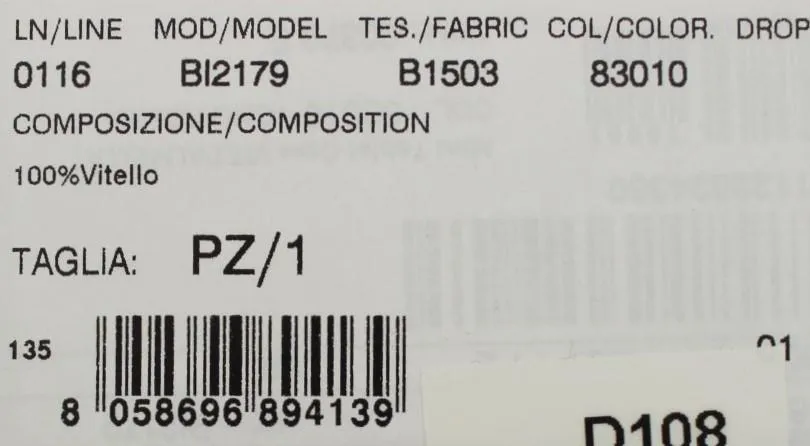 LN/LINE MOD/MODEL TES./FABRIC COL/COLOR. DROP
0116 BI2179 B1503 83010
COMPOSIZIONE/COMPOSITION
100%Vitello
TAGLIA: PZ/1
135
8 058696 894139
D108